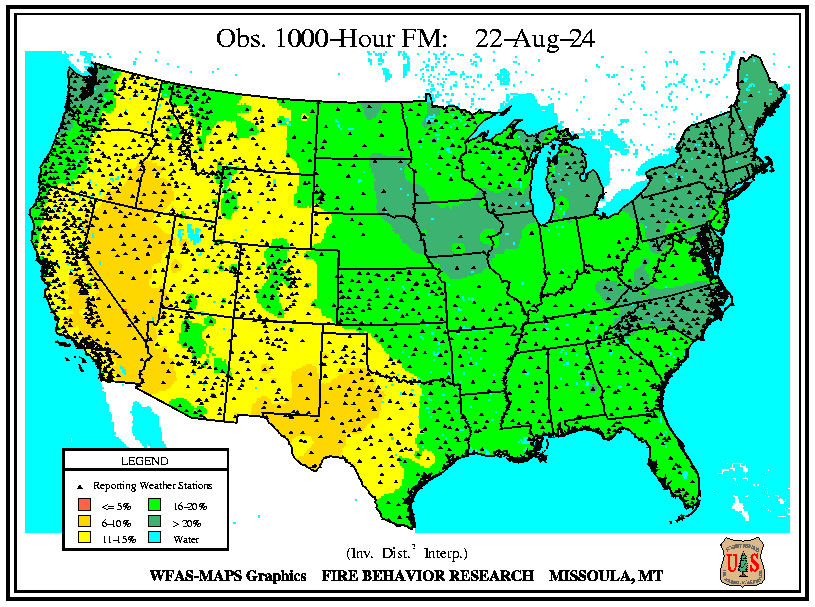 Obs. 1000-Hour FM: 22-Aug-24
LEGEND
Reporting Weather Stations
<= 5% 16-20%
6-10% > 20%
11-15% Water
(Inv. Dist.² Interp.)
WFAS-MAPS Graphics FIRE BEHAVIOR RESEARCH MISSOULA, MT
U S